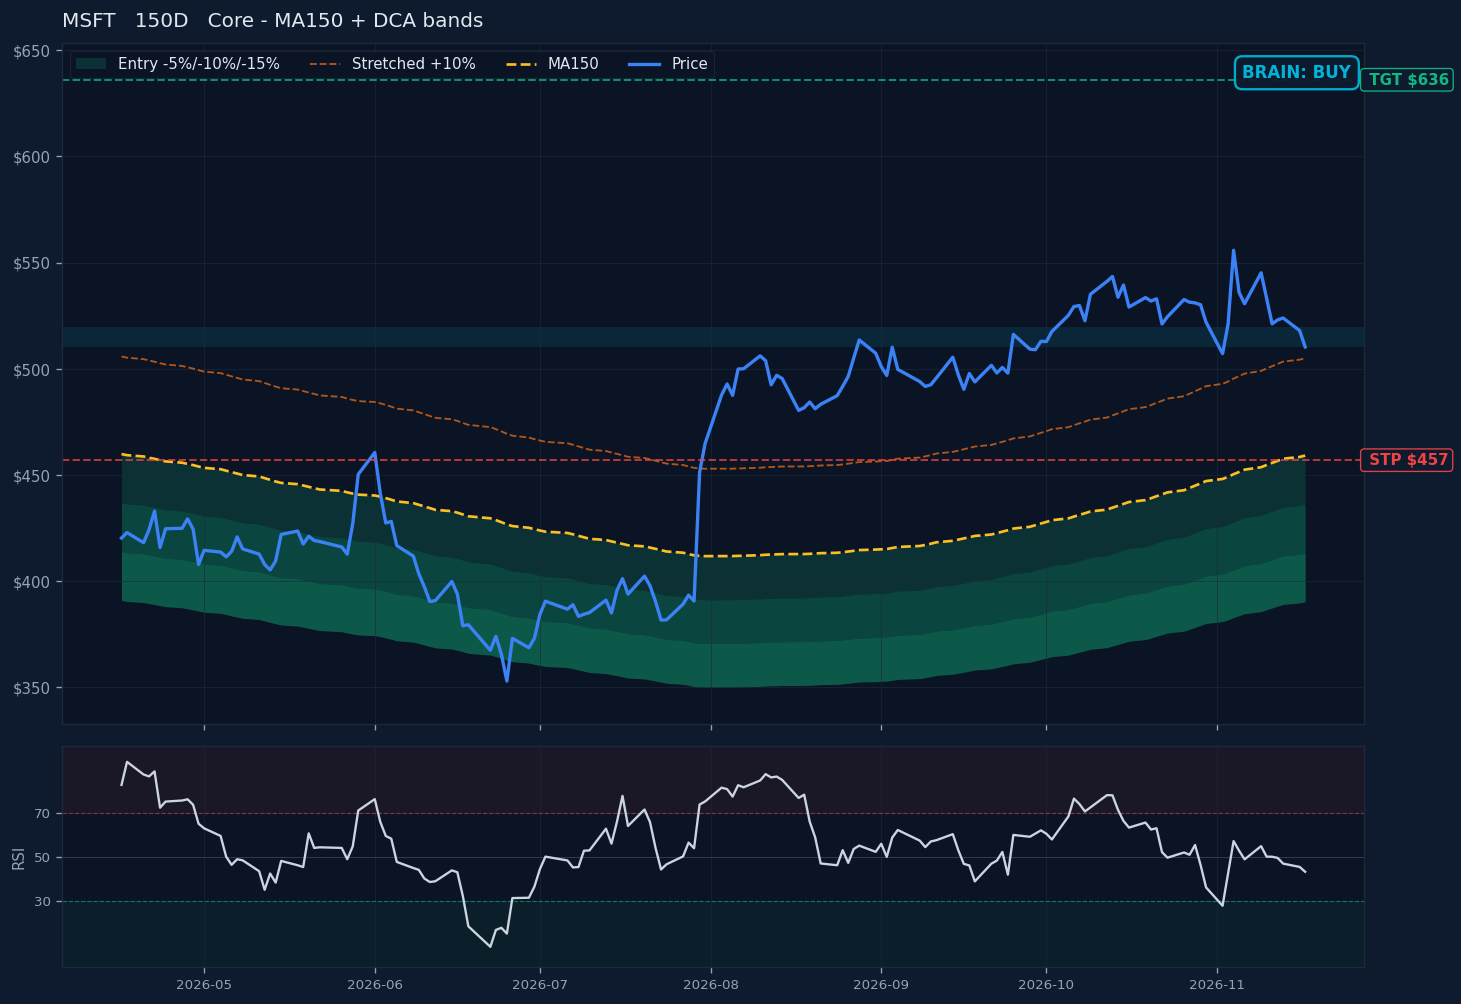 MSFT 150D Core - MA150 + DCA bands
Entry -5%/-10%/-15% Stretched +10% MA150 Price
BRAIN: BUY
TGT $636
$650
$600
$550
$500
$450
STP $457
$400
$350
RSI
70
50
30
2026-05 2026-06 2026-07 2026-08 2026-09 2026-10 2026-11